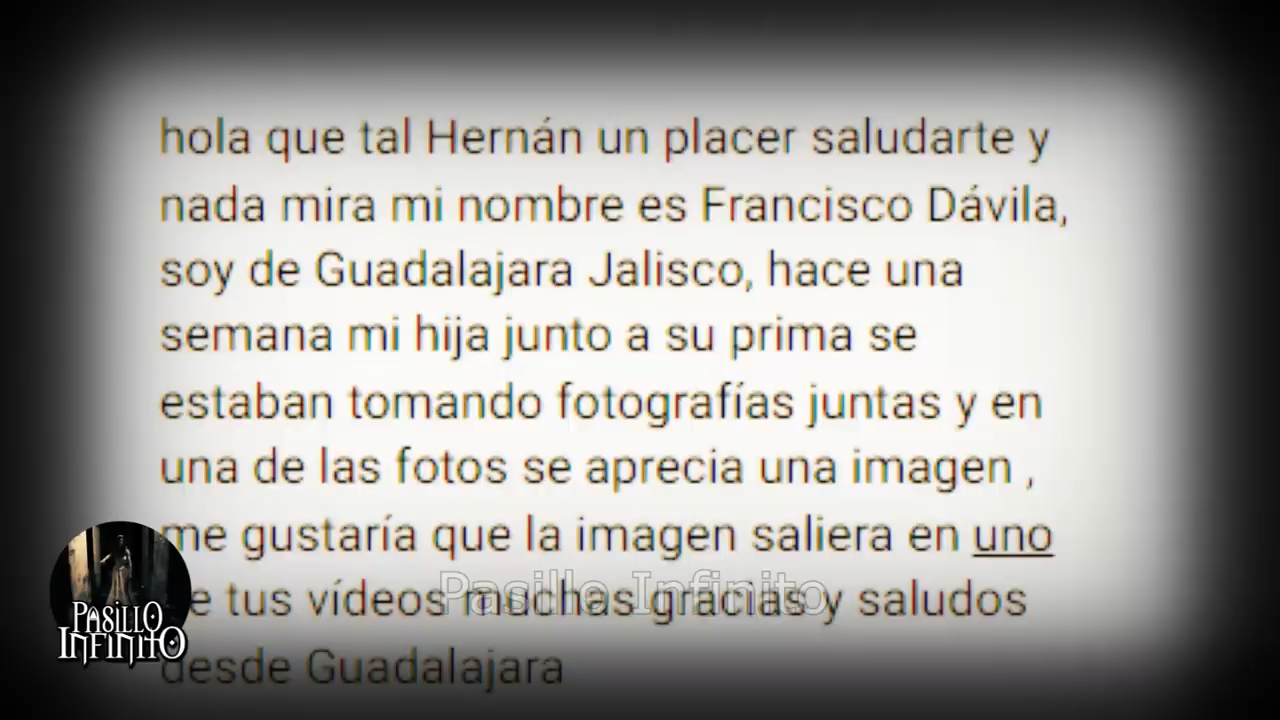 hola que tal Hernán un placer saludarte y
nada mira mi nombre es Francisco Dávila,
soy de Guadalajara Jalisco, hace una
semana mi hija junto a su prima se
estaban tomando fotografías juntas y en
una de las fotos se aprecia una imagen ,
me gustaría que la imagen saliera en uno
de tus vídeos muchas gracias y saludos
desde Guadalajara
Pasillo Infinito
PASILLO
INFINITO